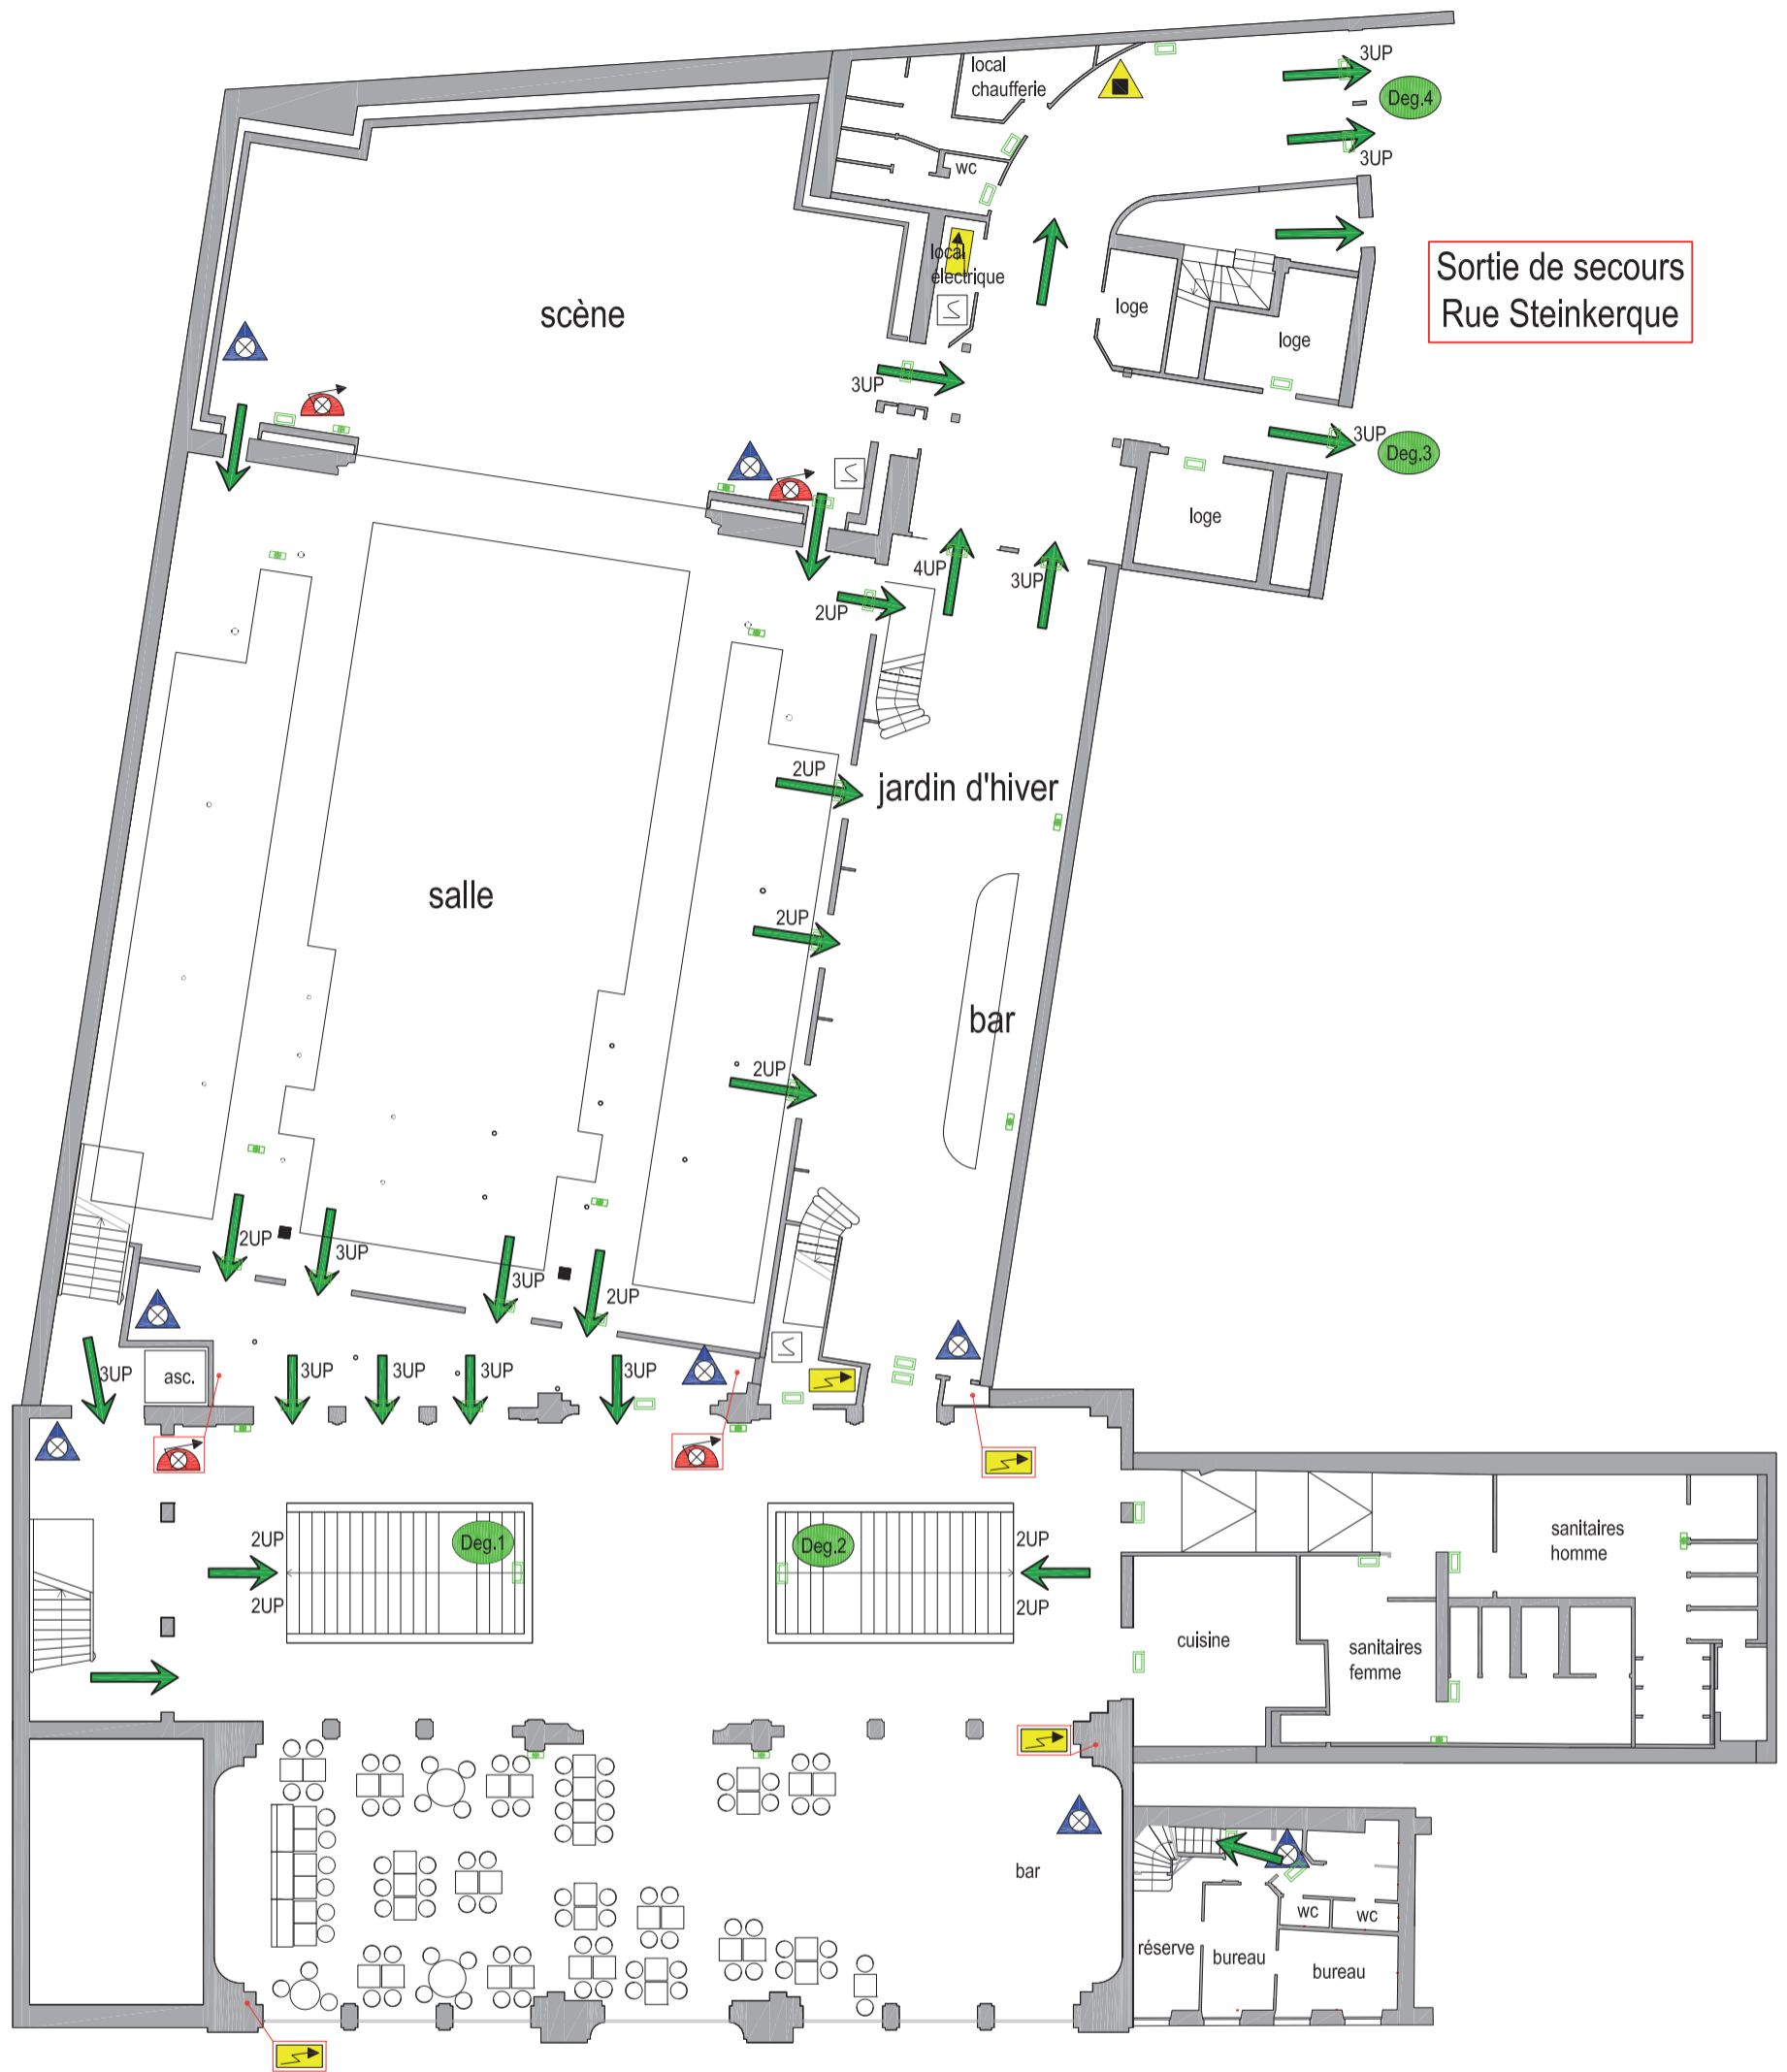 local
chaufferie
3UP
Deg.4
3UP
wc
local
électrique
Sortie de secours
Rue Steinkerque
loge
loge
scène
3UP
3UP
Deg.3
loge
4UP
3UP
2UP
2UP
jardin d'hiver
salle
2UP
bar
2UP
2UP
3UP
3UP
2UP
3UP
asc.
3UP
3UP
3UP
3UP
2UP
Deg.1
Deg.2
2UP
2UP
2UP
sanitaires
homme
cuisine
sanitaires
femme
bar
wc
wc
réserve
bureau
bureau